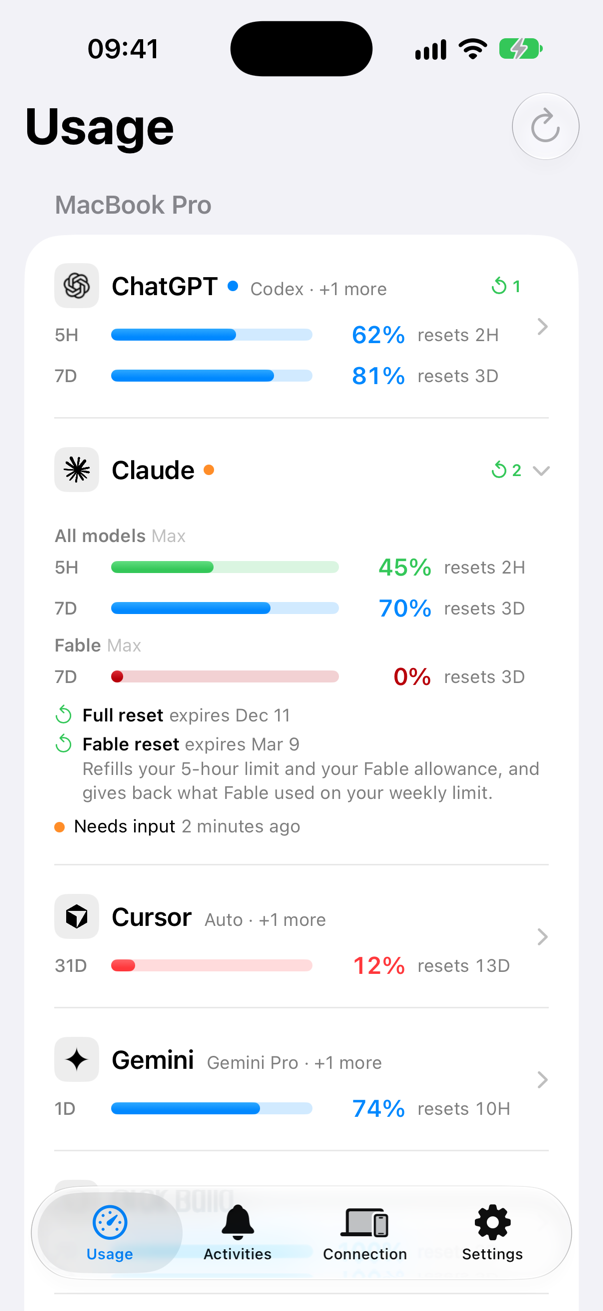 09:41
Usage
MacBook Pro
ChatGPT Codex · +1 more 1
5H 62% resets 2H
7D 81% resets 3D
Claude 2
All models Max
5H 45% resets 2H
7D 70% resets 3D
Fable Max
7D 0% resets 3D
Full reset expires Dec 11
Fable reset expires Mar 9
Refills your 5-hour limit and your Fable allowance, and
gives back what Fable used on your weekly limit.
Needs input 2 minutes ago
Cursor Auto · +1 more
31D 12% resets 13D
Gemini Gemini Pro · +1 more
1D 74% resets 10H
Usage Activities Connection Settings